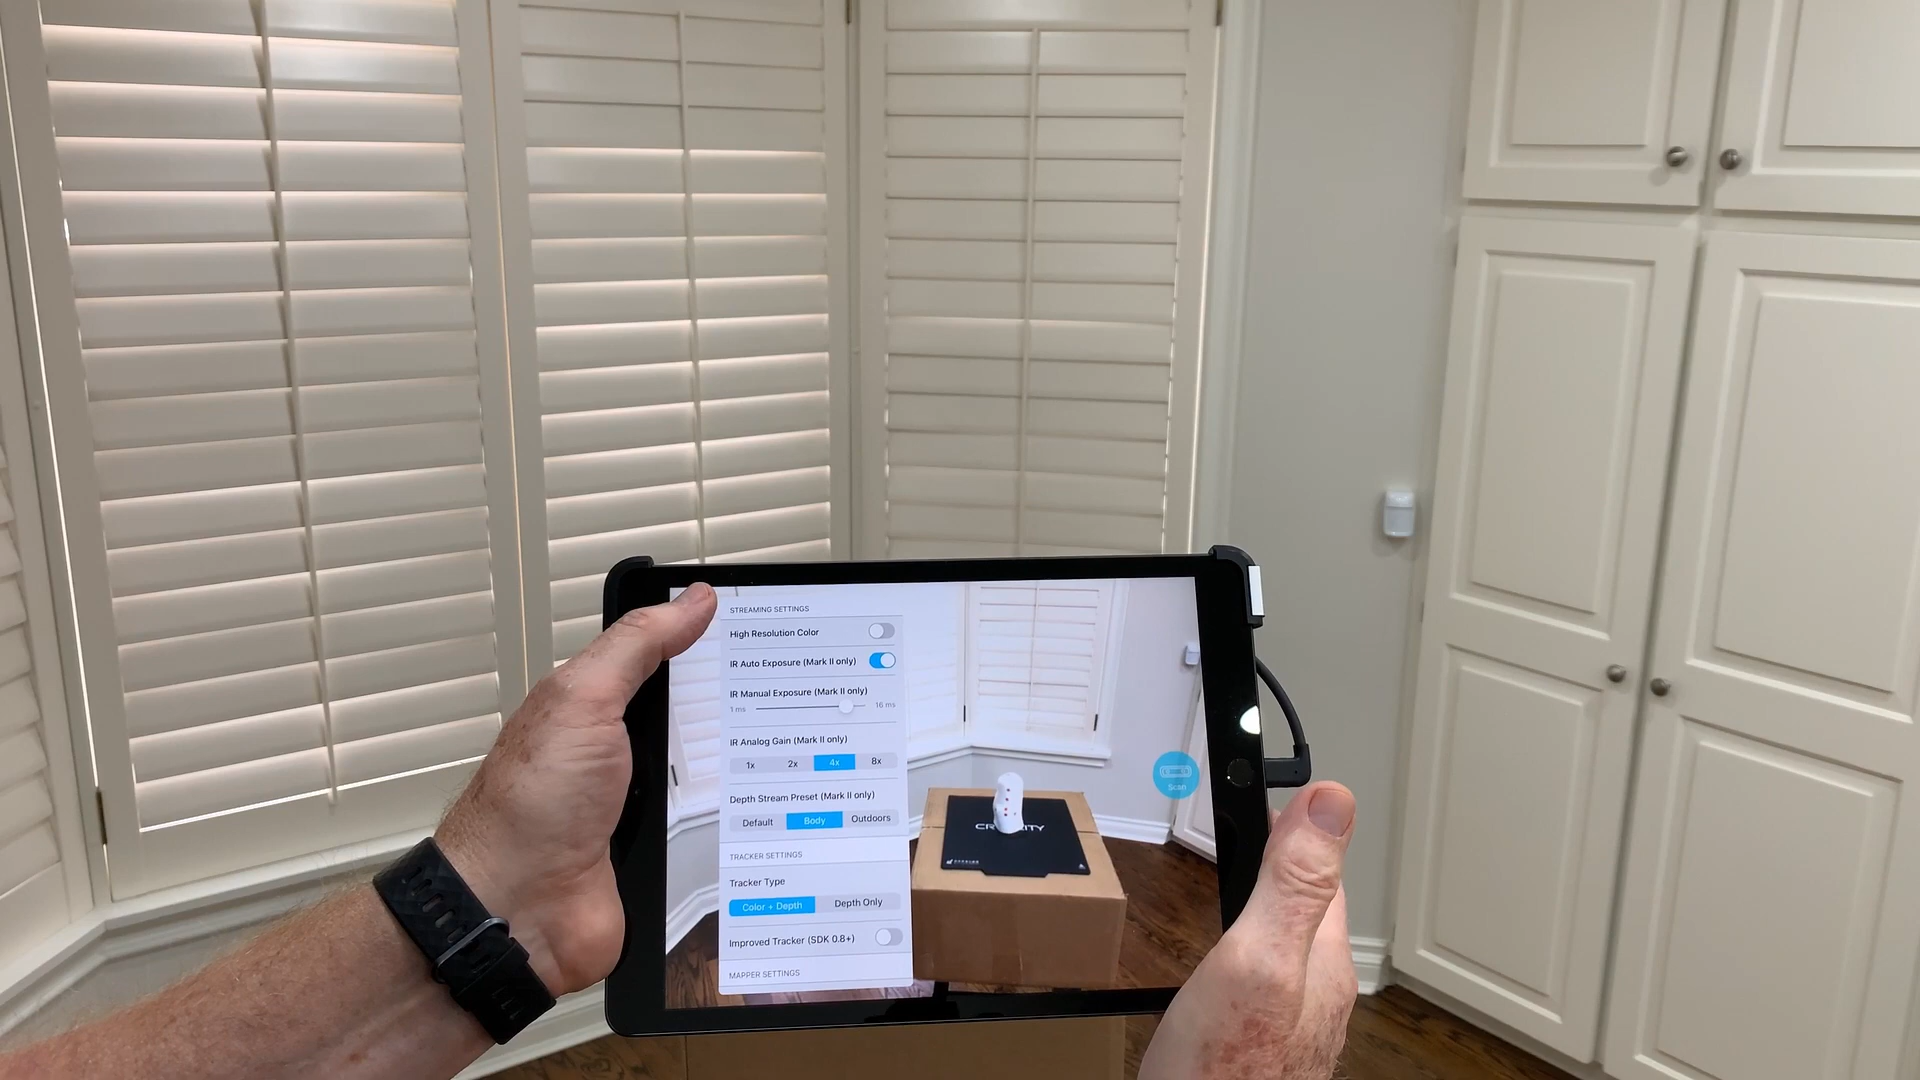 STREAMING SETTINGS
High Resolution Color
IR Auto Exposure (Mark II only)
IR Manual Exposure (Mark II only)
1 ms 16 ms
IR Analog Gain (Mark II only)
1x 2x 4x 8x
Depth Stream Preset (Mark II only)
Default Body Outdoors
TRACKER SETTINGS
Tracker Type
Color + Depth Depth Only
Improved Tracker (SDK 0.8+)
MAPPER SETTINGS
Scan